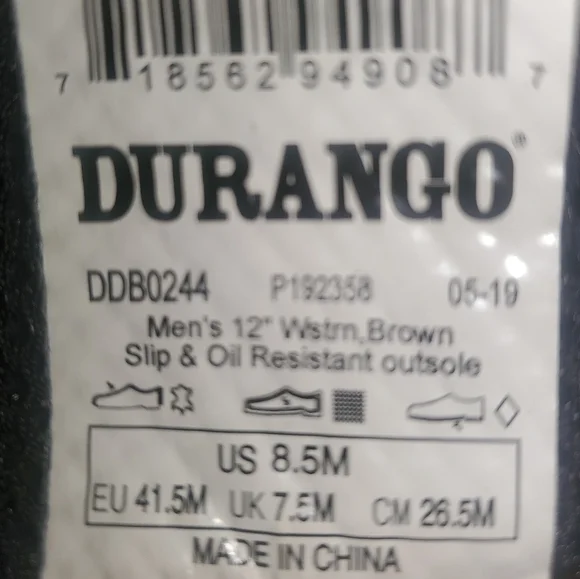 7 18562 94908 7
DURANGO®
DDB0244 P192358 05-19
Men's 12" Wstrn,Brown
Slip & Oil Resistant outsole
US 8.5M
EU 41.5M UK 7.5M CM 26.5M
MADE IN CHINA